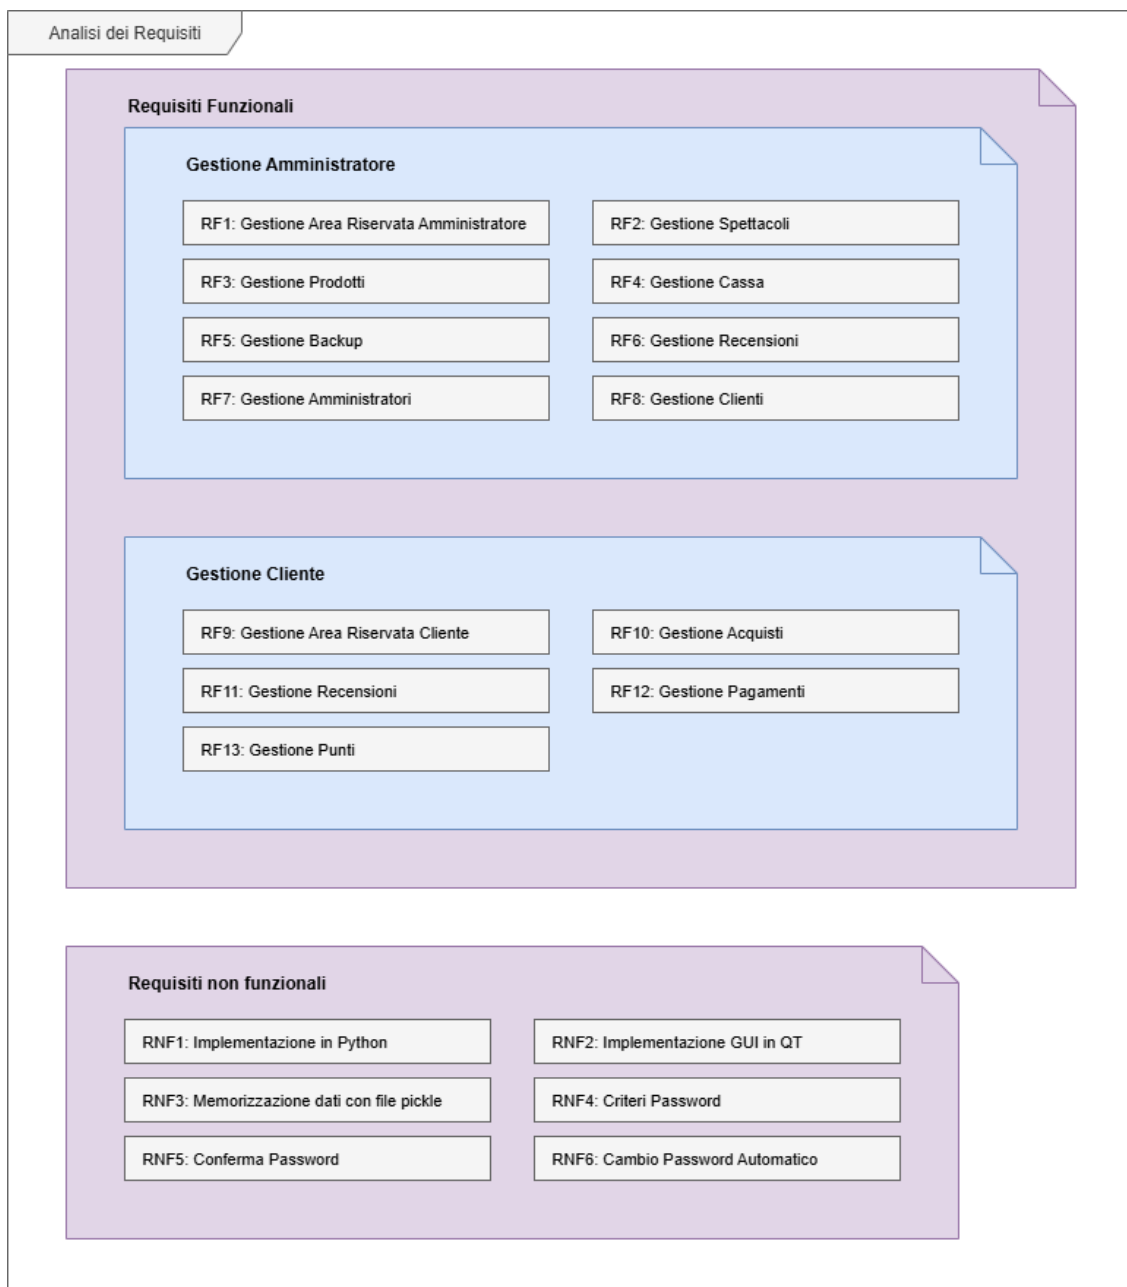 Analisi dei Requisiti
Requisiti Funzionali
Gestione Amministratore
RF1: Gestione Area Riservata Amministratore
RF2: Gestione Spettacoli
RF3: Gestione Prodotti
RF4: Gestione Cassa
RF5: Gestione Backup
RF6: Gestione Recensioni
RF7: Gestione Amministratori
RF8: Gestione Clienti
Gestione Cliente
RF9: Gestione Area Riservata Cliente
RF10: Gestione Acquisti
RF11: Gestione Recensioni
RF12: Gestione Pagamenti
RF13: Gestione Punti
Requisiti non funzionali
RNF1: Implementazione in Python
RNF2: Implementazione GUI in QT
RNF3: Memorizzazione dati con file pickle
RNF4: Criteri Password
RNF5: Conferma Password
RNF6: Cambio Password Automatico